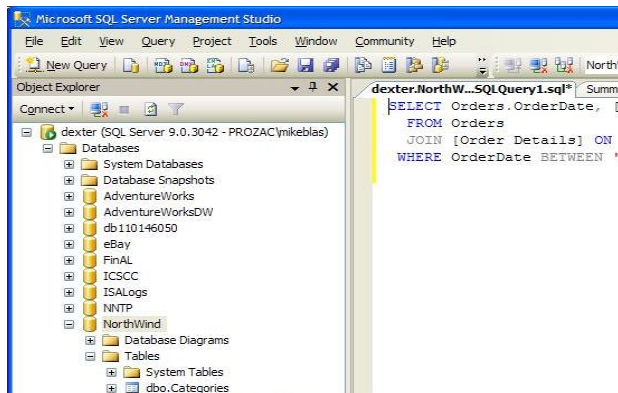 Microsoft SQL Server Management Studio
File Edit View Query Project Tools Window Community Help
New Query North
Object Explorer
Connect
dexter (SQL Server 9.0.3042 - PROZAC\mikeblas)
Databases
System Databases
Database Snapshots
AdventureWorks
AdventureWorksDW
db110146050
eBay
FinAL
ICSCC
ISALogs
NNTP
NorthWind
Database Diagrams
Tables
System Tables
dbo.Categories
dexter.NorthW...SQLQuery1.sql* Summ
SELECT Orders.OrderDate, [
FROM Orders
JOIN [Order Details] ON
WHERE OrderDate BETWEEN '